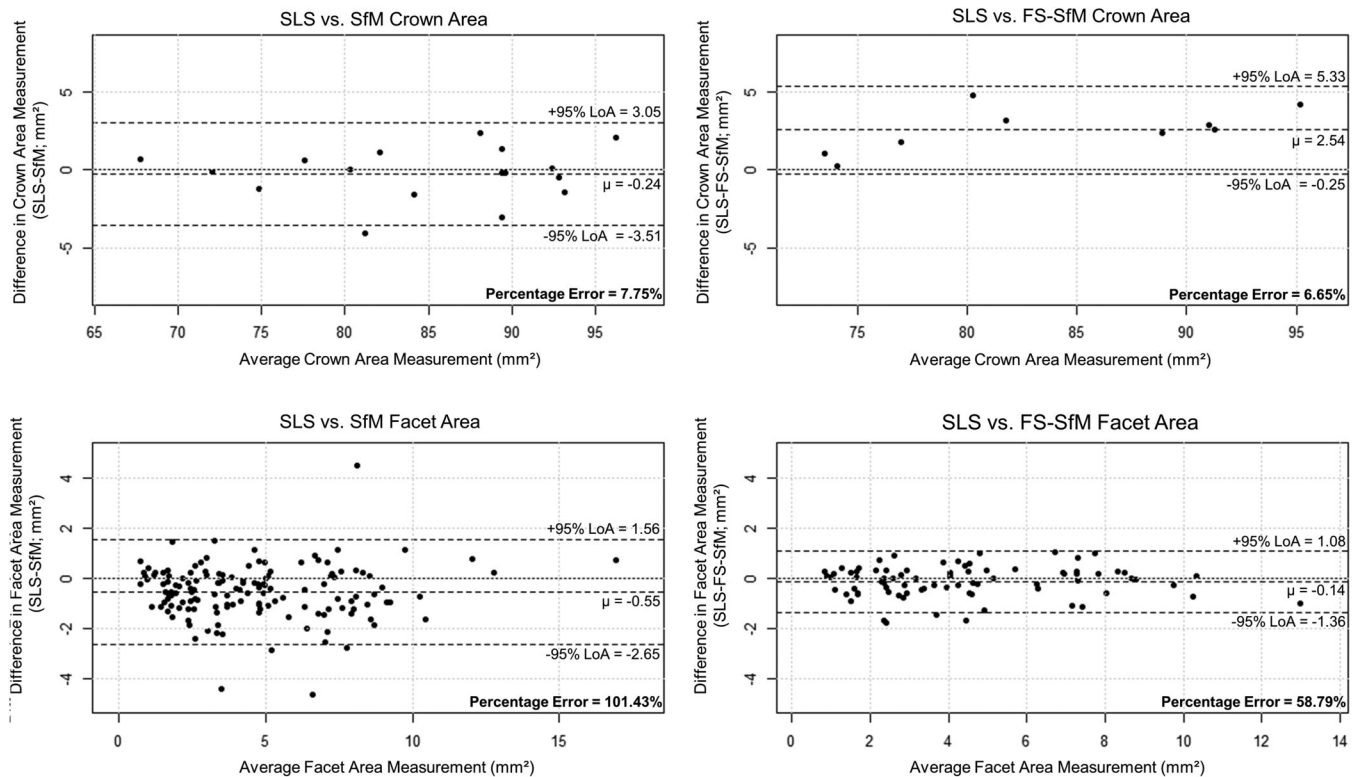 SLS vs. SfM Crown Area
Difference in Crown Area Measurement
(SLS-SfM; mm²)
5
0
-5
+95% LoA = 3.05
μ = -0.24
-95% LoA = -3.51
Percentage Error = 7.75%
65 70 75 80 85 90 95
Average Crown Area Measurement (mm²)
SLS vs. FS-SfM Crown Area
Difference in Crown Area Measurement
(SLS-FS-SfM; mm²)
5
0
-5
+95% LoA = 5.33
μ = 2.54
-95% LoA = -0.25
Percentage Error = 6.65%
75 80 85 90 95
Average Crown Area Measurement (mm²)
SLS vs. SfM Facet Area
Difference in Facet Area Measurement
(SLS-SfM; mm²)
4
2
0
-2
-4
+95% LoA = 1.56
μ = -0.55
-95% LoA = -2.65
Percentage Error = 101.43%
0 5 10 15
Average Facet Area Measurement (mm²)
SLS vs. FS-SfM Facet Area
Difference in Facet Area Measurement
(SLS-FS-SfM; mm²)
4
2
0
-2
-4
+95% LoA = 1.08
μ = -0.14
-95% LoA = -1.36
Percentage Error = 58.79%
0 2 4 6 8 10 12 14
Average Facet Area Measurement (mm²)